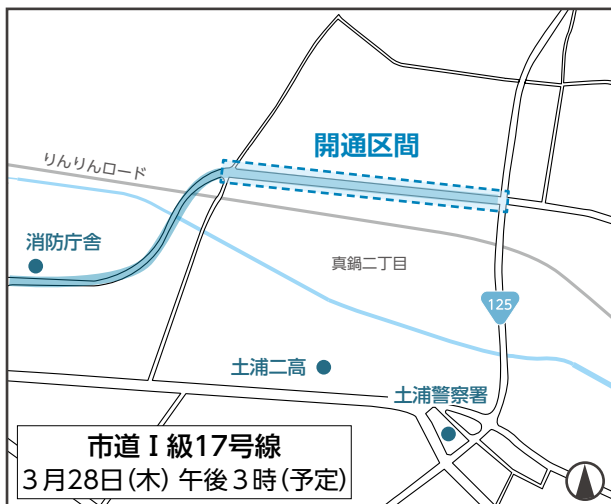 開通区間
りんりんロード
消防庁舎
真鍋二丁目
125
土浦二高
土浦警察署
市道Ⅰ級17号線
3月28日(木) 午後3時(予定)